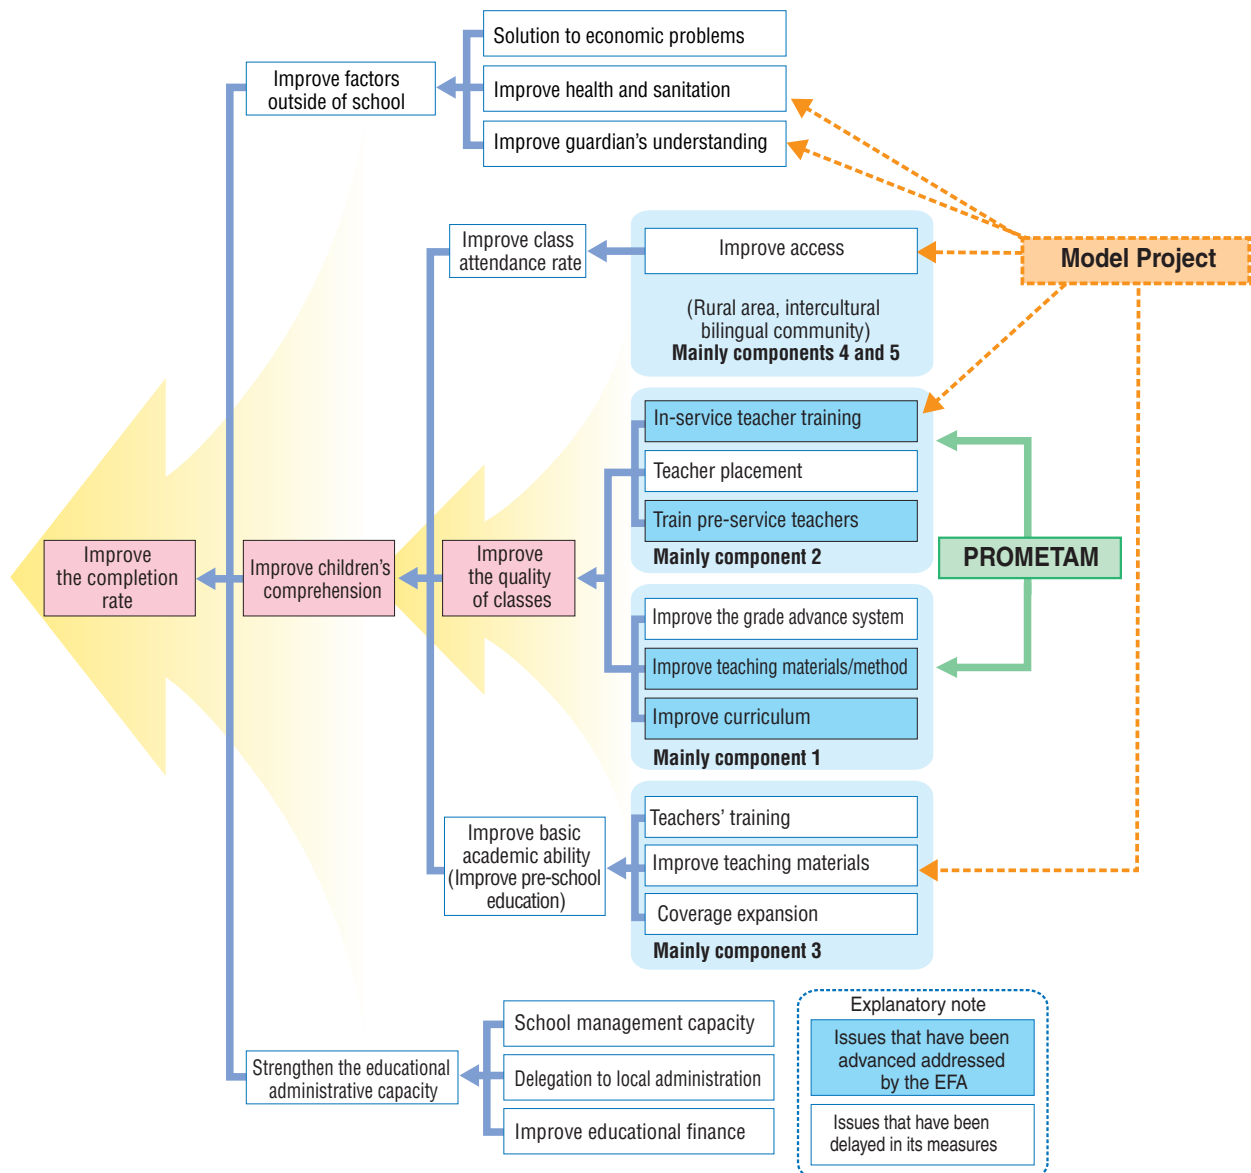 Solution to economic problems
Improve factors
outside of school
Improve health and sanitation
Improve guardian's understanding
Improve class
attendance rate
Improve access
(Rural area, intercultural
bilingual community)
Mainly components 4 and 5
Model Project
In-service teacher training
Teacher placement
Train pre-service teachers
Mainly component 2
PROMETAM
Improve
the completion
rate
Improve children's
comprehension
Improve
the quality
of classes
Improve the grade advance system
Improve teaching materials/method
Improve curriculum
Mainly component 1
Improve basic
academic ability
(Improve pre-school
education)
Teachers' training
Improve teaching materials
Coverage expansion
Mainly component 3
Strengthen the educational
administrative capacity
School management capacity
Delegation to local administration
Improve educational finance
Explanatory note
Issues that have been
advanced addressed
by the EFA
Issues that have been
delayed in its measures